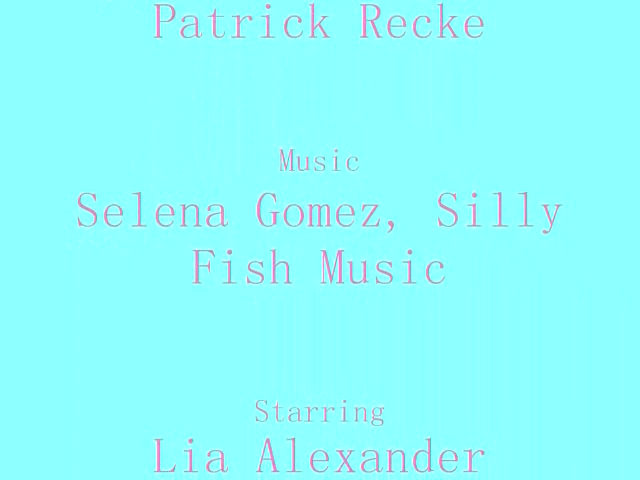 Patrick Recke
Music
Selena Gomez, Silly
Fish Music
Starring
Lia Alexander